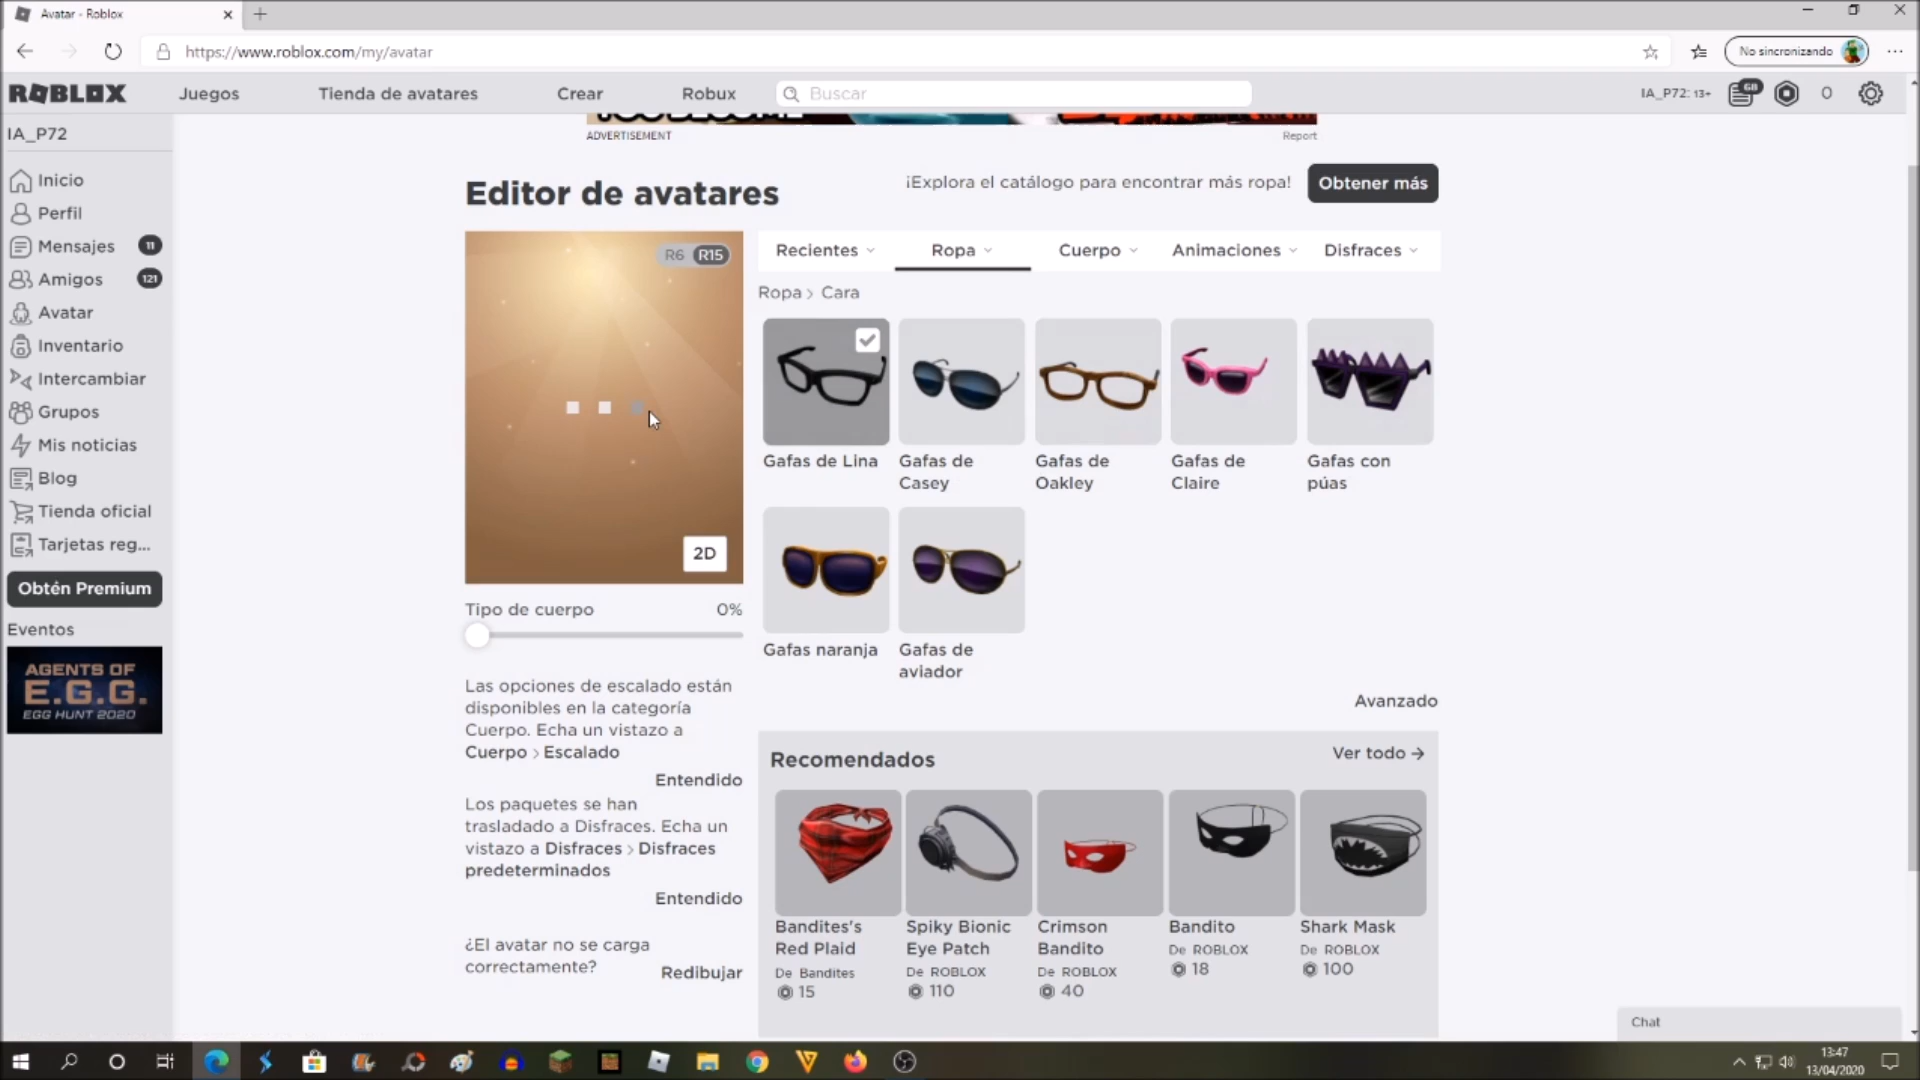 Avatar - Roblox
https://www.roblox.com/my/avatar
No sincronizando
ROBLOX
Juegos
Tienda de avatares
Crear
Robux
Buscar
IA_P72: 13+
68
0
ADVERTISEMENT
Report
IA_P72
Inicio
Perfil
Mensajes
11
Amigos
121
Avatar
Inventario
Intercambiar
Grupos
Mis noticias
Blog
Tienda oficial
Tarjetas reg...
Obtén Premium
Eventos
AGENTS OF
E.G.G.
EGG HUNT 2020
Editor de avatares
¡Explora el catálogo para encontrar más ropa!
Obtener más
R6 R15
2D
Tipo de cuerpo
0%
Las opciones de escalado están
disponibles en la categoría
Cuerpo. Echa un vistazo a
Cuerpo > Escalado
Entendido
Los paquetes se han
trasladado a Disfraces. Echa un
vistazo a Disfraces > Disfraces
predeterminados
Entendido
¿El avatar no se carga
correctamente?
Redibujar
Recientes
Ropa
Cuerpo
Animaciones
Disfraces
Ropa > Cara
Gafas de Lina
Gafas de
Casey
Gafas de
Oakley
Gafas de
Claire
Gafas con
púas
Gafas naranja
Gafas de
aviador
Avanzado
Recomendados
Ver todo →
Bandites's
Red Plaid
De Bandites
15
Spiky Bionic
Eye Patch
De ROBLOX
110
Crimson
Bandito
De ROBLOX
40
Bandito
De ROBLOX
18
Shark Mask
De ROBLOX
100
Chat
13:47
13/04/2020